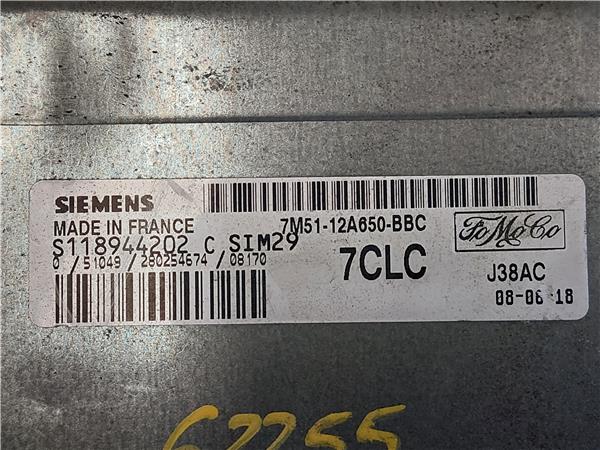 SIEMENS
MADE IN FRANCE
7M51-12A650-BBC
FoMoCo
S118944202 C SIM29
0 / 51049 / 280254674 / 08170
7CLC
J38AC
08-06-18
62255